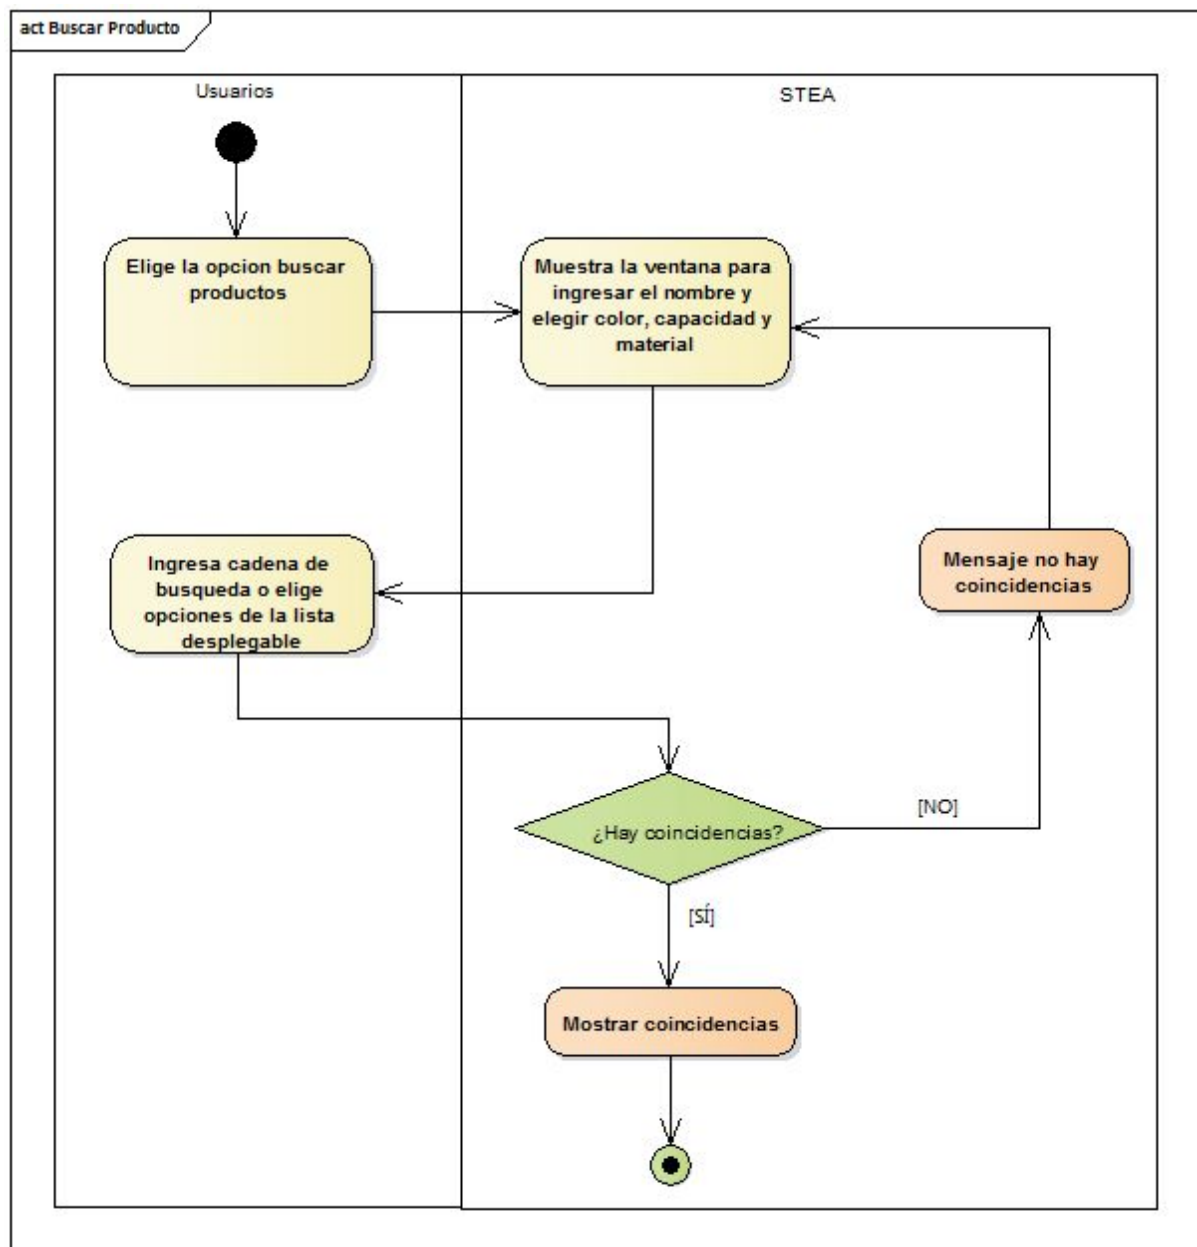 act Buscar Producto
Usuarios
STEA
Elige la opcion buscar
productos
Muestra la ventana para
ingresar el nombre y
elegir color, capacidad y
material
Ingresa cadena de
busqueda o elige
opciones de la lista
desplegable
Mensaje no hay
coincidencias
¿Hay coincidencias?
[NO]
[SÍ]
Mostrar coincidencias